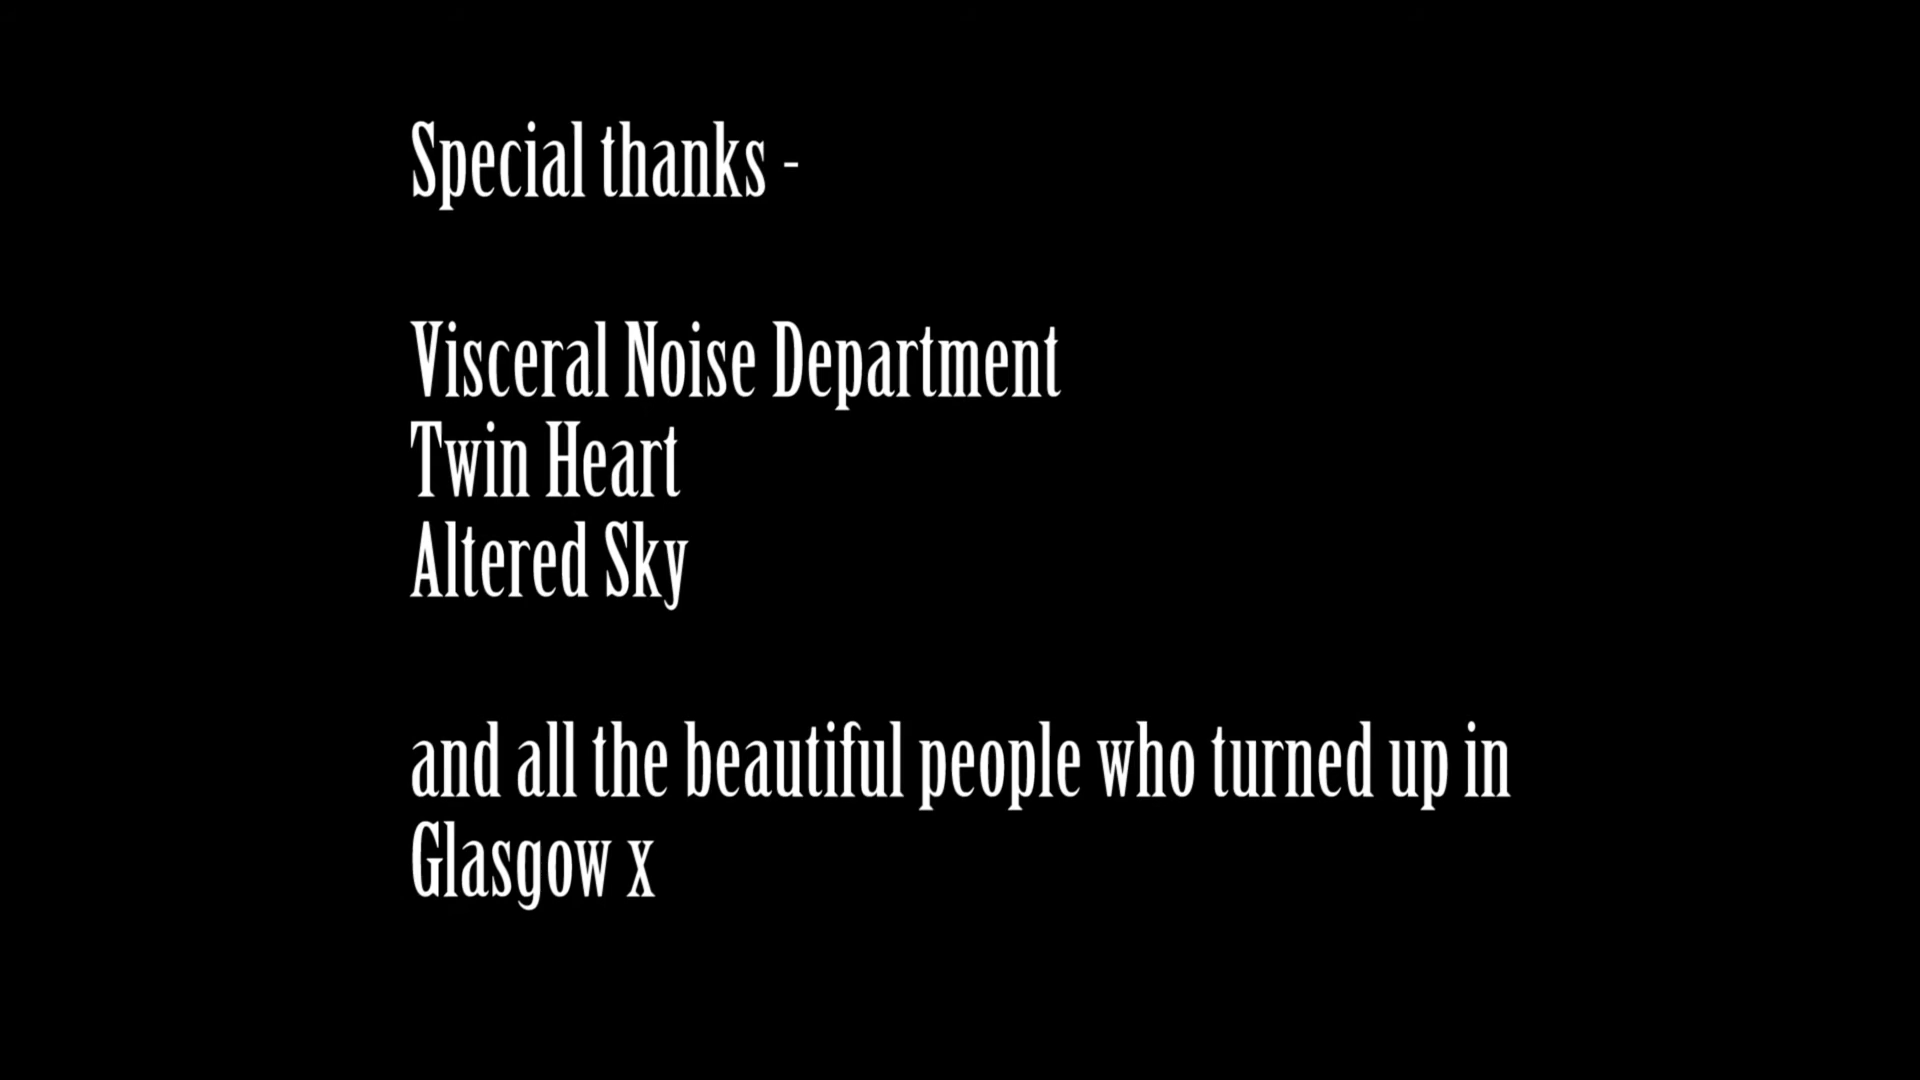 Special thanks -
Visceral Noise Department
Twin Heart
Altered Sky
and all the beautiful people who turned up in
Glasgow x